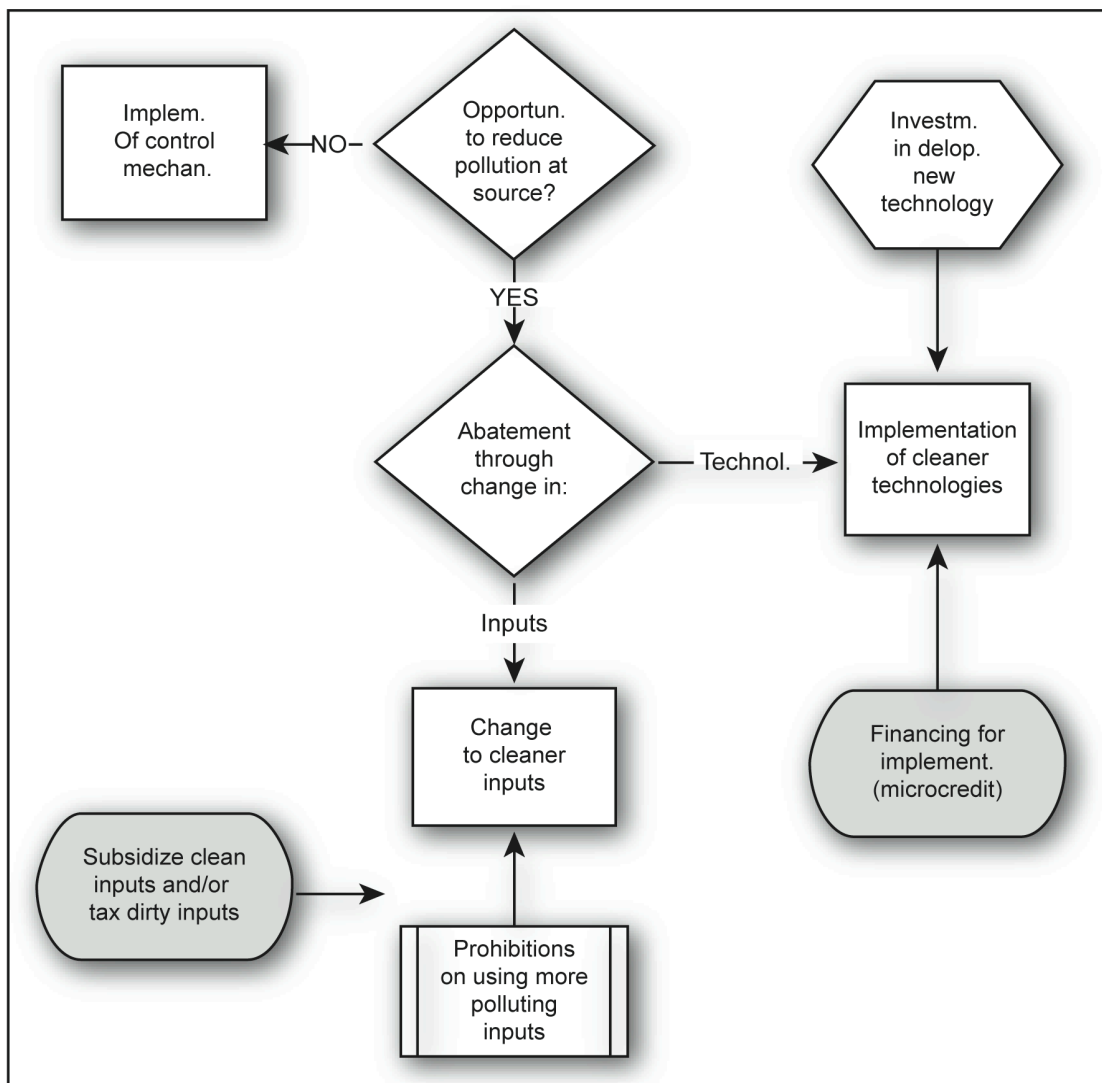 Implem.
Of control
mechan.
NO
Opportun.
to reduce
pollution at
source?
Investm.
in delop.
new
technology
YES
Abatement
through
change in:
Technol.
Implementation
of cleaner
technologies
Inputs
Change
to cleaner
inputs
Financing for
implement.
(microcredit)
Subsidize clean
inputs and/or
tax dirty inputs
Prohibitions
on using more
polluting
inputs